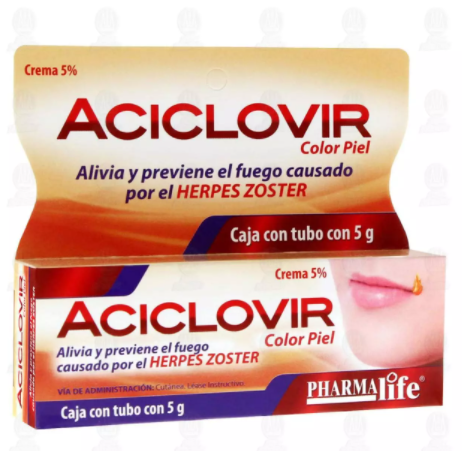 Crema 5%
ACICLOVIR
Color Piel
Alivia y previene el fuego causado
por el HERPES ZOSTER
Caja con tubo con 5 g
Crema 5%
ACICLOVIR
Color Piel
Alivia y previene el fuego
causado por el HERPES ZOSTER
VÍA DE ADMINISTRACIÓN: Cutánea. Léase Instructivo.
Caja con tubo con 5 g
PHARMAlife®